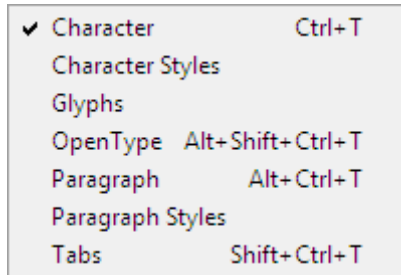 Character Ctrl+T
Character Styles
Glyphs
OpenType Alt+Shift+Ctrl+T
Paragraph Alt+Ctrl+T
Paragraph Styles
Tabs Shift+Ctrl+T